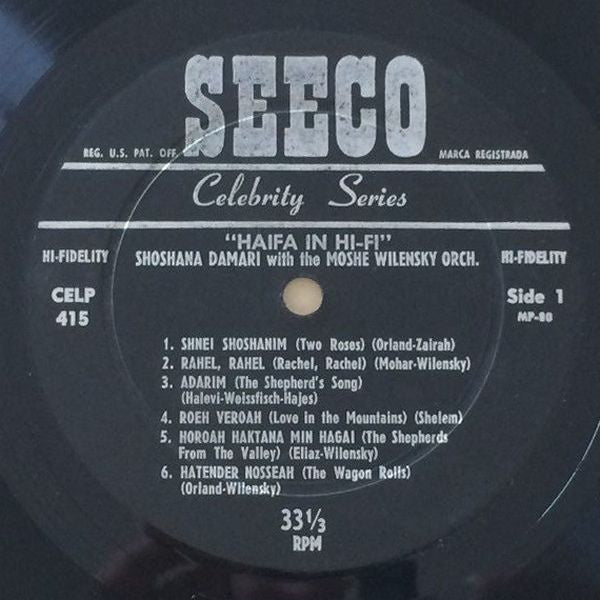 SEECO
REG. U.S. PAT. OFF.
MARCA REGISTRADA
Celebrity Series
"HAIFA IN HI-FI"
HI-FIDELITY
SHOSHANA DAMARI with the MOSHE WILENSKY ORCH.
HI-FIDELITY
CELP
415
Side 1
MP-80
1. SHNEI SHOSHANIM (Two Roses) (Orland-Zairah)
2. RAHEL, RAHEL (Rachel, Rachel) (Mohar-Wilensky)
3. ADARIM (The Shepherd's Song)
(Halevi-Weissfisch-Hajes)
4. ROEH VEROAH (Love in the Mountains) (Shelem)
5. HOROAH HAKTANA MIN HAGAI (The Shepherds
From The Valley) (Eliaz-Wilensky)
6. HATENDER NOSSEAH (The Wagon Rolls)
(Orland-Wilensky)
33⅓
RPM